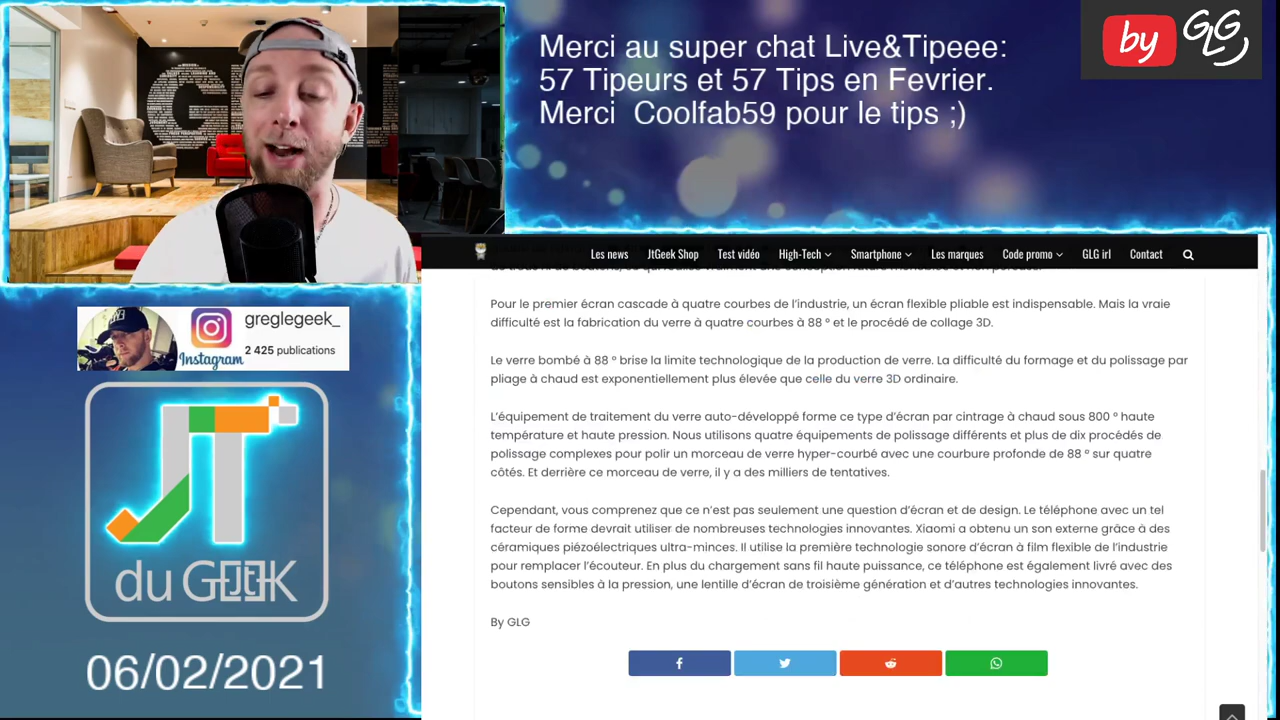 Merci au super chat Live&Tipeee:
57 Tipeurs et 57 Tips en Fevrier.
Merci Coolfab59 pour le tips ;)
by GLG
Les news JtGeek Shop Test vidéo High-Tech Smartphone Les marques Code promo GLG irl Contact
Pour le premier écran cascade à quatre courbes de l'industrie, un écran flexible pliable est indispensable. Mais la vraie
difficulté est la fabrication du verre à quatre courbes à 88 ° et le procédé de collage 3D.
Le verre bombé à 88 ° brise la limite technologique de la production de verre. La difficulté du formage et du polissage par
pliage à chaud est exponentiellement plus élevée que celle du verre 3D ordinaire.
L'équipement de traitement du verre auto-développé forme ce type d'écran par cintrage à chaud sous 800 ° haute
température et haute pression. Nous utilisons quatre équipements de polissage différents et plus de dix procédés de
polissage complexes pour polir un morceau de verre hyper-courbé avec une courbure profonde de 88 ° sur quatre
côtés. Et derrière ce morceau de verre, il y a des milliers de tentatives.
Cependant, vous comprenez que ce n'est pas seulement une question d'écran et de design. Le téléphone avec un tel
facteur de forme devrait utiliser de nombreuses technologies innovantes. Xiaomi a obtenu un son externe grâce à des
céramiques piézoélectriques ultra-minces. Il utilise la première technologie sonore d'écran à film flexible de l'industrie
pour remplacer l'écouteur. En plus du chargement sans fil haute puissance, ce téléphone est également livré avec des
boutons sensibles à la pression, une lentille d'écran de troisième génération et d'autres technologies innovantes.
By GLG
greglegeek_
Instagram
2 425 publications
JT
du GEEK
06/02/2021